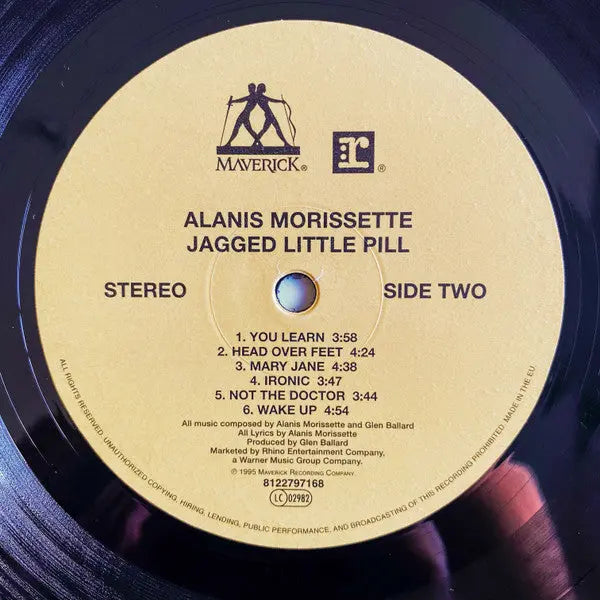 MAVERICK®
r®
ALANIS MORISSETTE
JAGGED LITTLE PILL
STEREO
SIDE TWO
1. YOU LEARN 3:58
2. HEAD OVER FEET 4:24
3. MARY JANE 4:38
4. IRONIC 3:47
5. NOT THE DOCTOR 3:44
6. WAKE UP 4:54
All music composed by Alanis Morissette and Glen Ballard
All Lyrics by Alanis Morissette
Produced by Glen Ballard
Marketed by Rhino Entertainment Company,
a Warner Music Group Company.
℗ 1995 Maverick Recording Company.
8122797168
LC 02982
ALL RIGHTS RESERVED. UNAUTHORIZED COPYING, HIRING, LENDING, PUBLIC PERFORMANCE, AND BROADCASTING OF THIS RECORDING PROHIBITED. MADE IN THE EU.